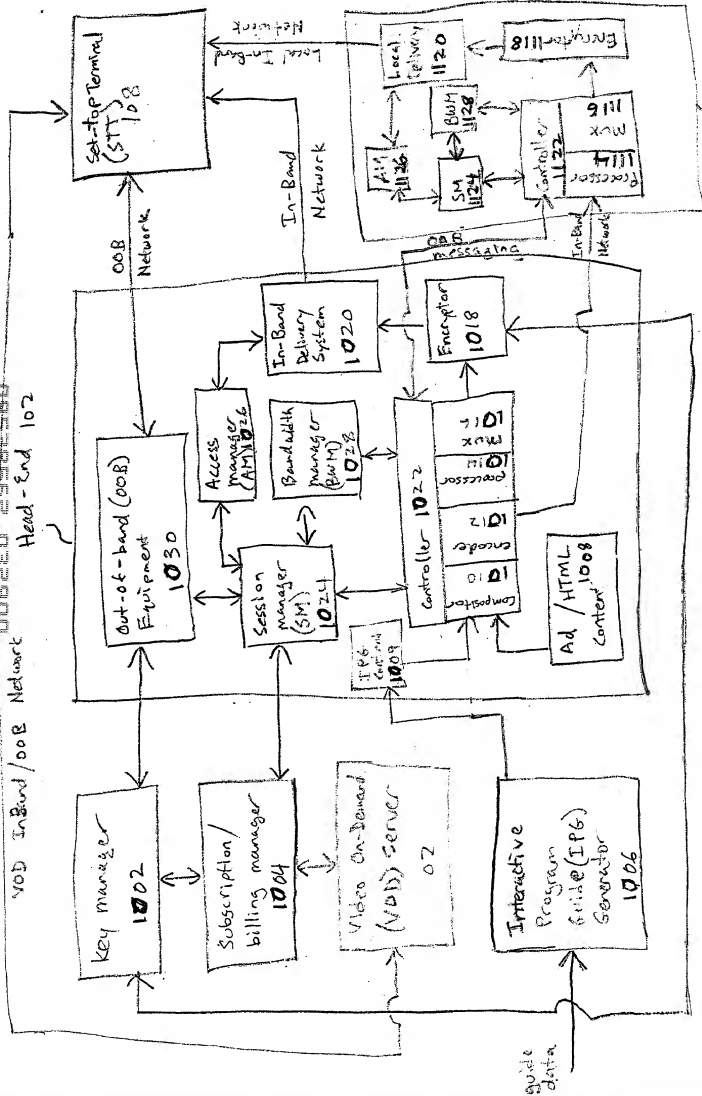 VOD InBand/OOB Network
Head-End 102
Key manager
1002
Subscription/
billing manager
1004
Video On-Demand
(VOD) Server
02
Interactive
Program
Guide (IPG)
Generator
1006
guide
data
Out-of-band (OOB)
Equipment
1030
Session
manager
(SM)
1024
Access
manager
(AM) 1026
Bandwidth
manager
(BWM)
1028
In-Band
Delivery
System
1020
IPG
1009
Controller 1022
Compositor
1010
encoder
1012
processor
1014
mux
1016
Encryptor
1018
Ad /HTML
Content 1008
OOB
Network
In-Band
Network
Set-top Terminal
(STT)
108
Local In-Band
Network
OOB
messaging
In-Band
Network
Local
Delivery
1120
AM
1126
SM
1124
BWM
1128
Controller
1122
Processor
1114
mux
1116
Encryptor 1118